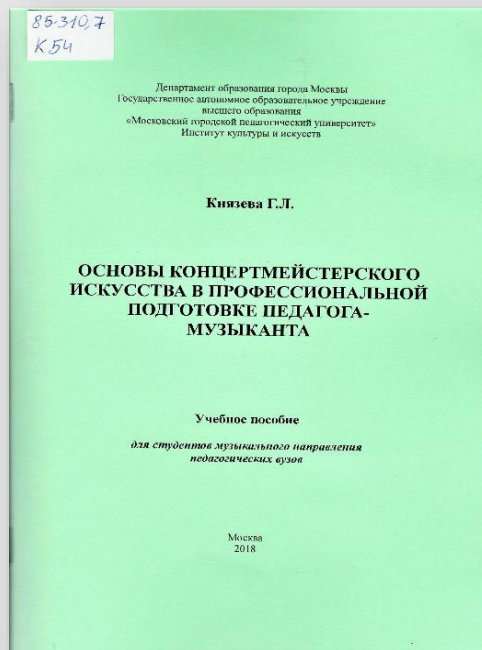 85.310,7
К54
Департамент образования города Москвы
Государственное автономное образовательное учреждение
высшего образования
«Московский городской педагогический университет»
Институт культуры и искусств
Князева Г.Л.
ОСНОВЫ КОНЦЕРТМЕЙСТЕРСКОГО
ИСКУССТВА В ПРОФЕССИОНАЛЬНОЙ
ПОДГОТОВКЕ ПЕДАГОГА-
МУЗЫКАНТА
Учебное пособие
для студентов музыкального направления
педагогических вузов
Москва
2018